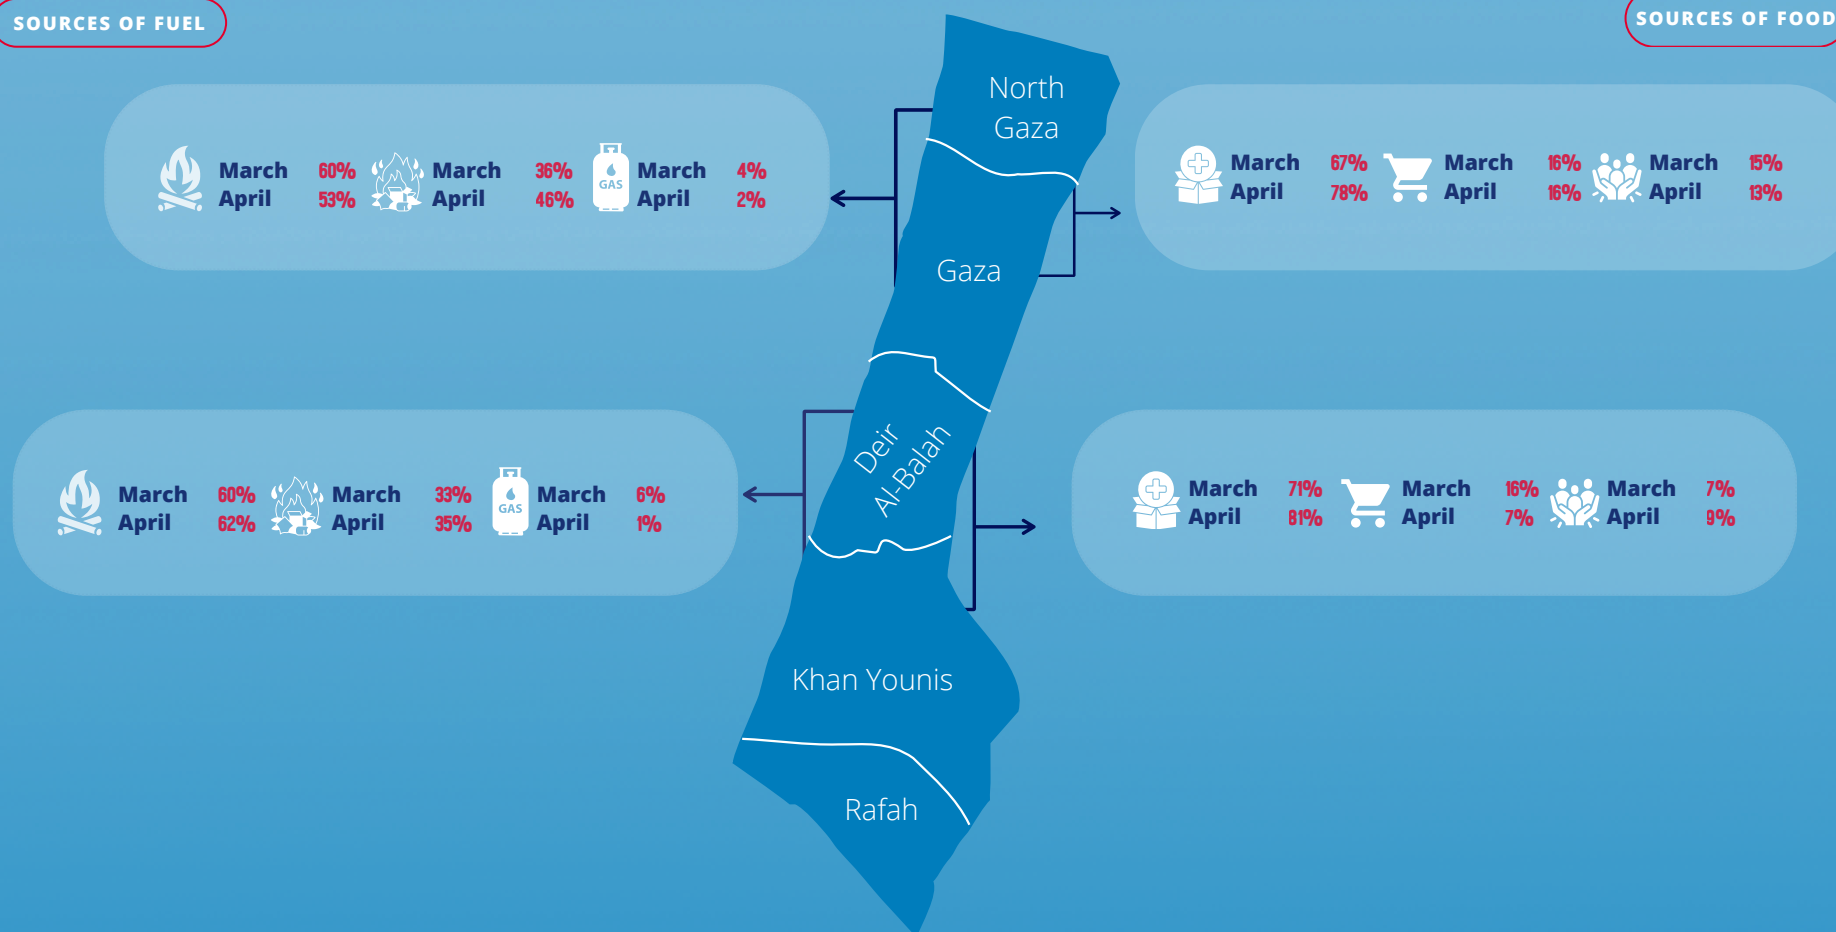 SOURCES OF FUEL
SOURCES OF FOOD
North
Gaza
March 60% March 36% GAS March 4%
April 53% April 46% April 2%
March 67% March 16% March 15%
April 78% April 16% April 13%
Gaza
Deir
Al-Balah
March 60% March 33% GAS March 6%
April 62% April 35% April 1%
March 71% March 16% March 7%
April 81% April 7% April 9%
Khan Younis
Rafah